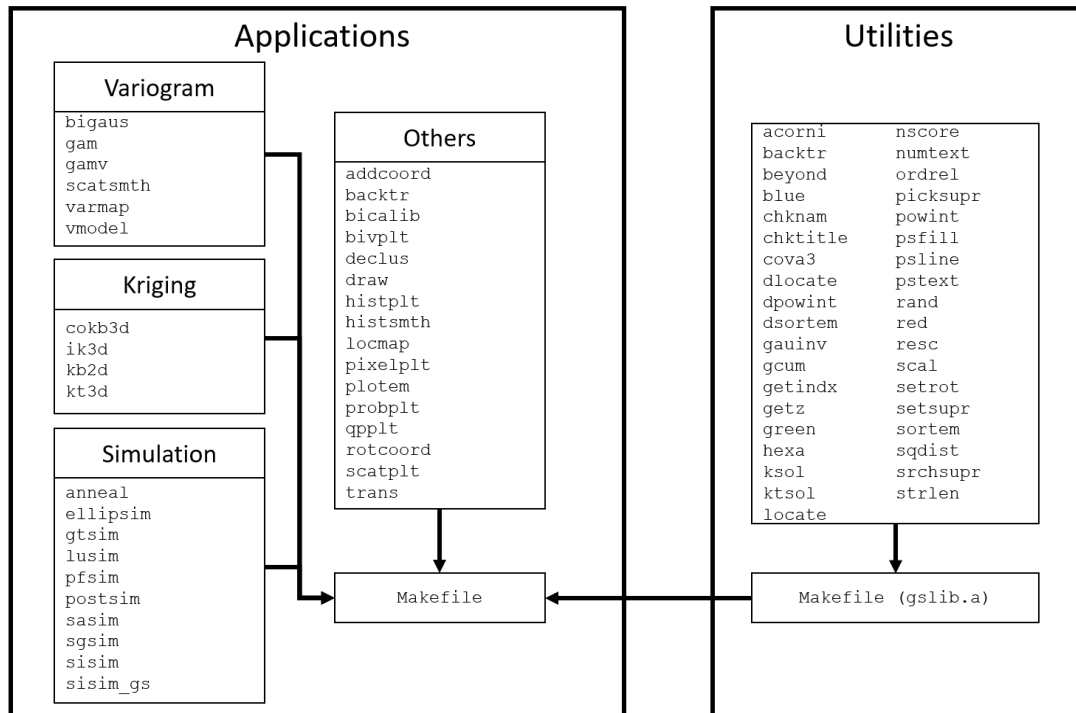 Applications
Variogram
bigaus
gam
gamv
scatsmth
varmap
vmodel
Kriging
cokb3d
ik3d
kb2d
kt3d
Simulation
anneal
ellipsim
gtsim
lusim
pfsim
postsim
sasim
sgsim
sisim
sisim_gs
Others
addcoord
backtr
bicalib
bivplt
declus
draw
histplt
histsmth
locmap
pixelplt
plotem
probplt
qpplt
rotcoord
scatplt
trans
Makefile
Utilities
acorni
backtr
beyond
blue
chknam
chktitle
cova3
dlocate
dpowint
dsortem
gauinv
gcum
getindx
getz
green
hexa
ksol
ktsol
locate
nscore
numtext
ordrel
picksupr
powint
psfill
psline
pstext
rand
red
resc
scal
setrot
setsupr
sortem
sqdist
srchsupr
strlen
Makefile (gslib.a)